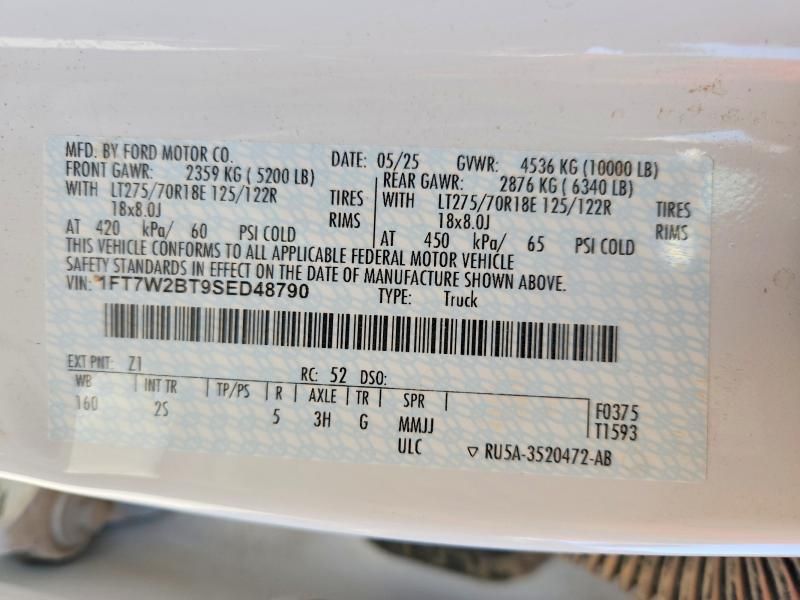 MFD. BY FORD MOTOR CO.
DATE: 05/25 GVWR: 4536 KG (10000 LB)
FRONT GAWR: 2359 KG ( 5200 LB)
WITH LT275/70R18E 125/122R TIRES
18x8.0J RIMS
AT 420 kPa/ 60 PSI COLD
REAR GAWR: 2876 KG ( 6340 LB)
WITH LT275/70R18E 125/122R TIRES
18x8.0J RIMS
AT 450 kPa/ 65 PSI COLD
THIS VEHICLE CONFORMS TO ALL APPLICABLE FEDERAL MOTOR VEHICLE
SAFETY STANDARDS IN EFFECT ON THE DATE OF MANUFACTURE SHOWN ABOVE.
VIN: 1FT7W2BT9SED48790 TYPE: Truck
EXT PNT: Z1 RC: 52 DSO:
WB INT TR TP/PS R AXLE TR SPR
160 2S 5 3H G MMJJ
ULC
F0375
T1593
RU5A-3520472-AB